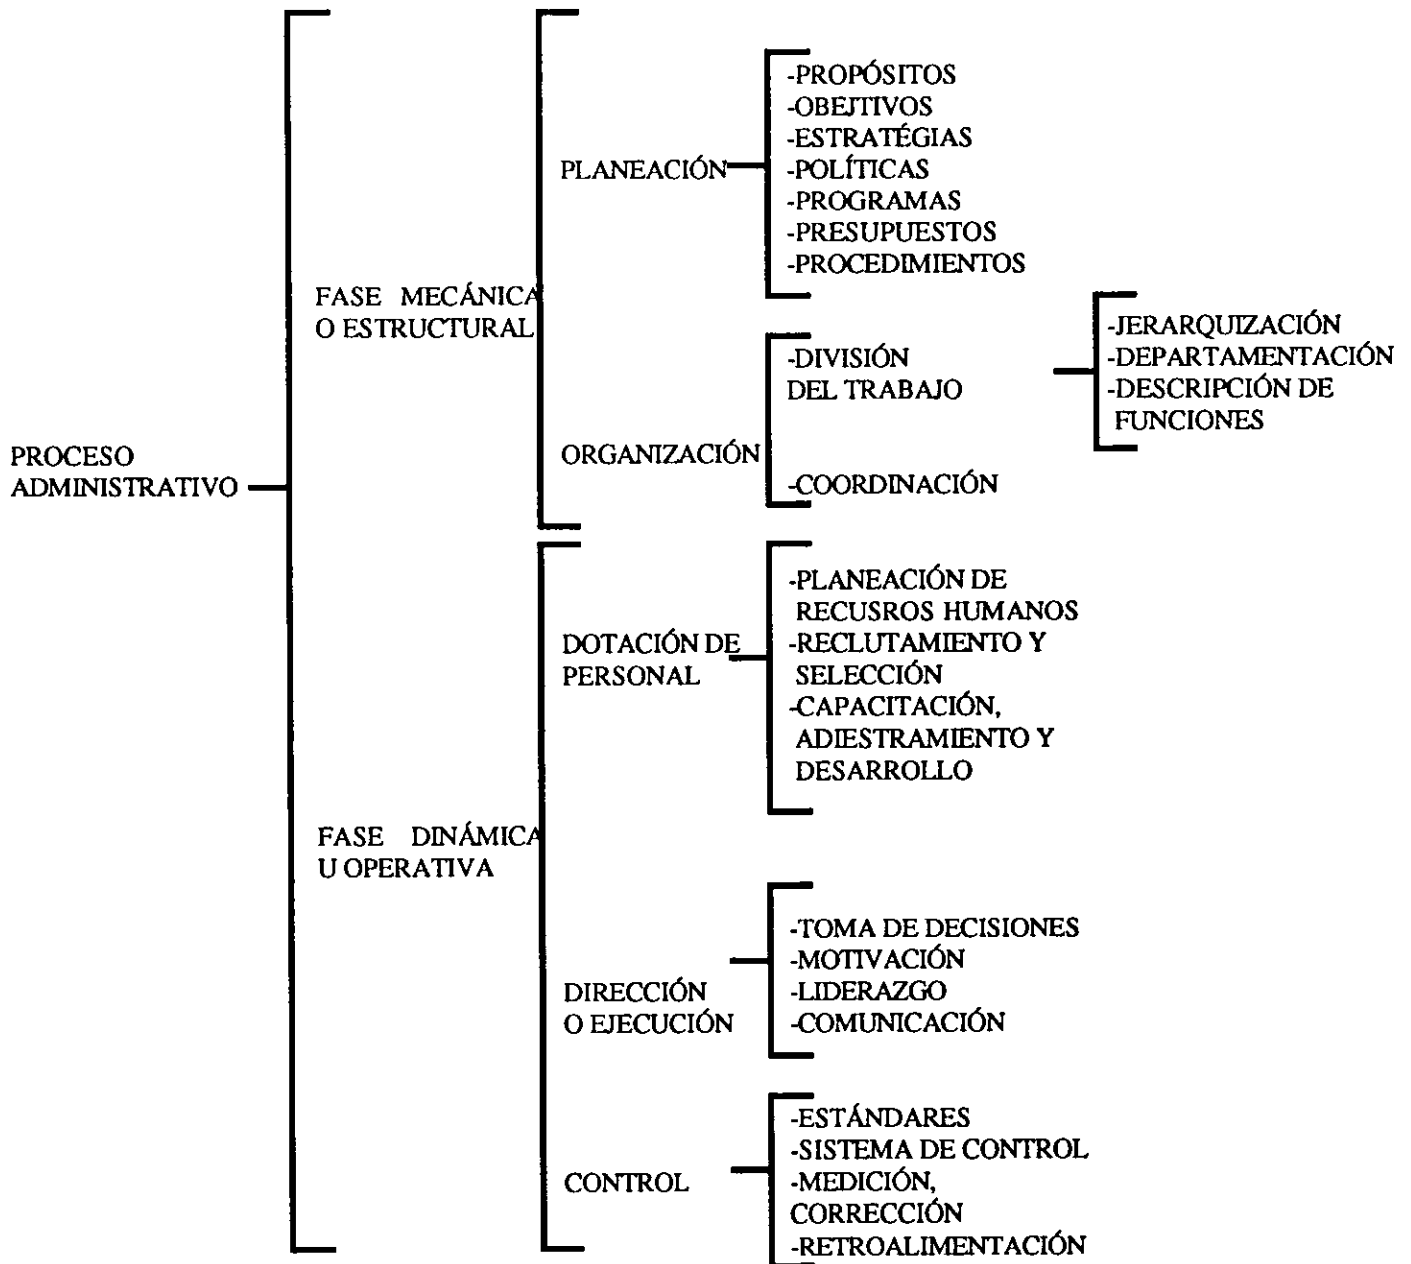 PROCESO
ADMINISTRATIVO
FASE MECÁNICA
O ESTRUCTURAL
PLANEACIÓN
-PROPÓSITOS
-OBEJTIVOS
-ESTRATÉGIAS
-POLÍTICAS
-PROGRAMAS
-PRESUPUESTOS
-PROCEDIMIENTOS
ORGANIZACIÓN
-DIVISIÓN
DEL TRABAJO
-JERARQUIZACIÓN
-DEPARTAMENTACIÓN
-DESCRIPCIÓN DE
FUNCIONES
-COORDINACIÓN
FASE DINÁMICA
U OPERATIVA
DOTACIÓN DE
PERSONAL
-PLANEACIÓN DE
RECUSROS HUMANOS
-RECLUTAMIENTO Y
SELECCIÓN
-CAPACITACIÓN,
ADIESTRAMIENTO Y
DESARROLLO
DIRECCIÓN
O EJECUCIÓN
-TOMA DE DECISIONES
-MOTIVACIÓN
-LIDERAZGO
-COMUNICACIÓN
CONTROL
-ESTÁNDARES
-SISTEMA DE CONTROL
-MEDICIÓN,
CORRECCIÓN
-RETROALIMENTACIÓN